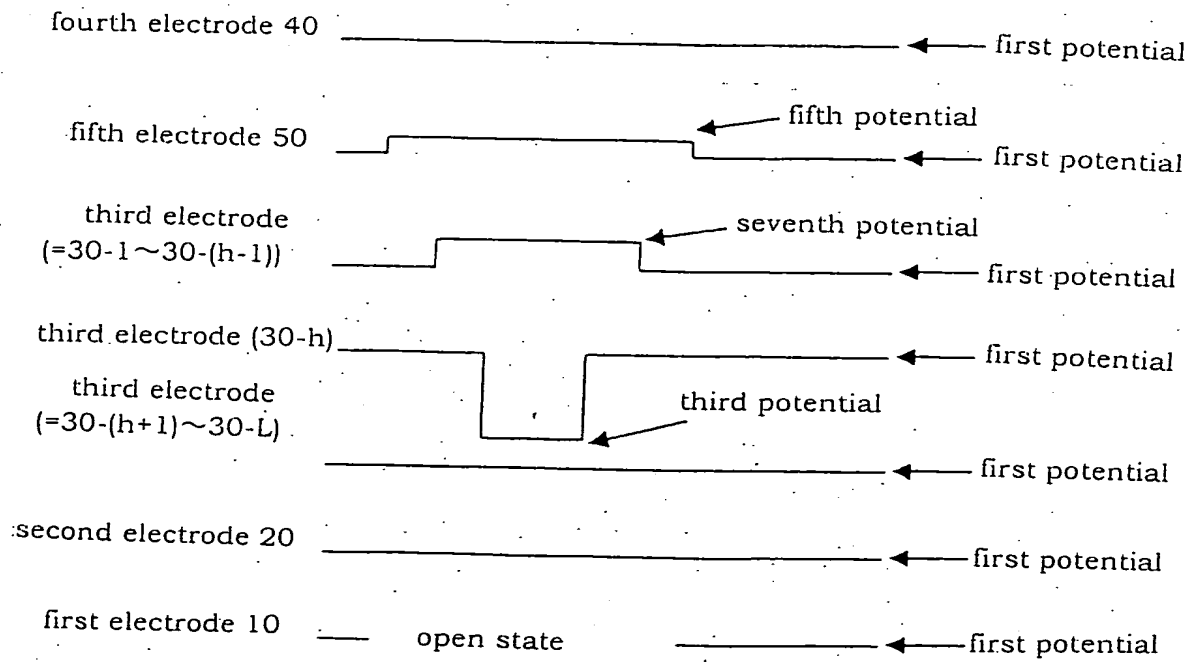 fourth electrode 40
first potential
fifth potential
fifth electrode 50
first potential
third electrode
(=30-1~30-(h-1))
seventh potential
first potential
third electrode (30-h)
first potential
third electrode
(=30-(h+1)~30-L)
third potential
first potential
second electrode 20
first potential
first electrode 10
open state
first potential